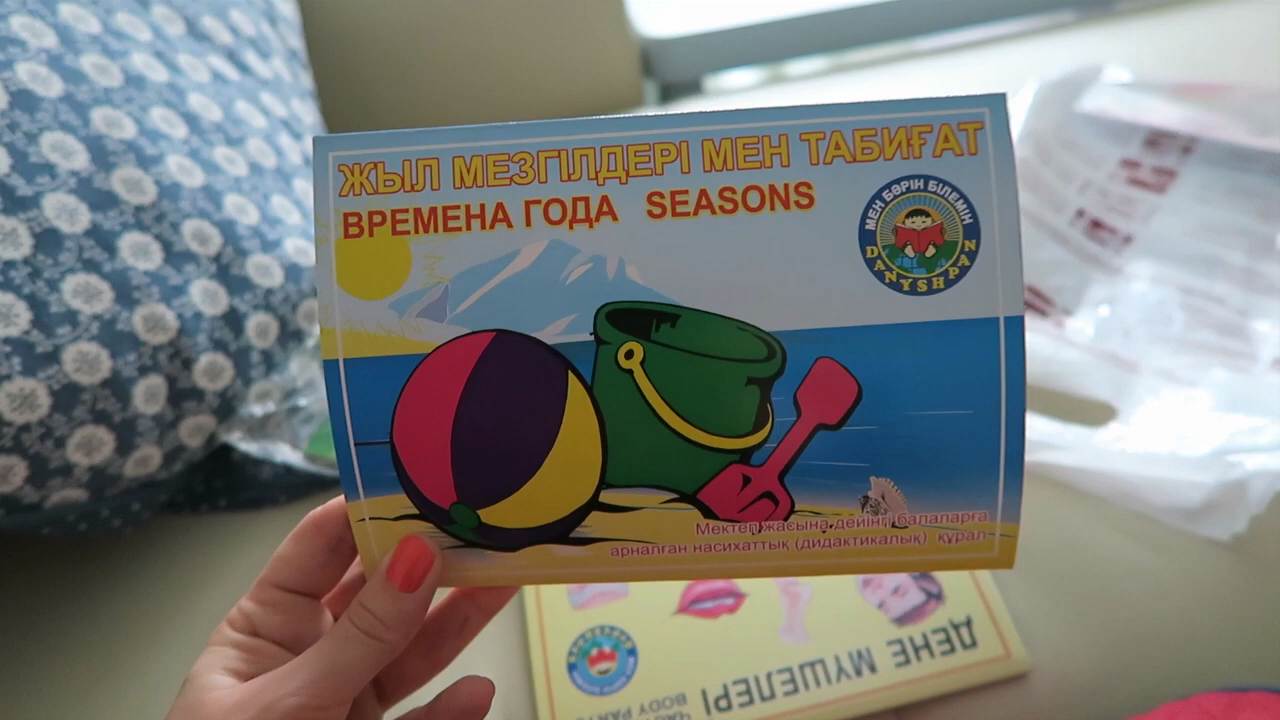 ЖЫЛ МЕЗГІЛДЕРІ МЕН ТАБИҒАТ
ВРЕМЕНА ГОДА SEASONS
МЕН БӘРІН БІЛЕМІН
DANYSHPAN
Мектеп жасына дейінгі балаларға
арналған насихаттық (дидактикалық) құрал
ДЕНЕ МҮШЕЛЕРІ
BODY PARTS